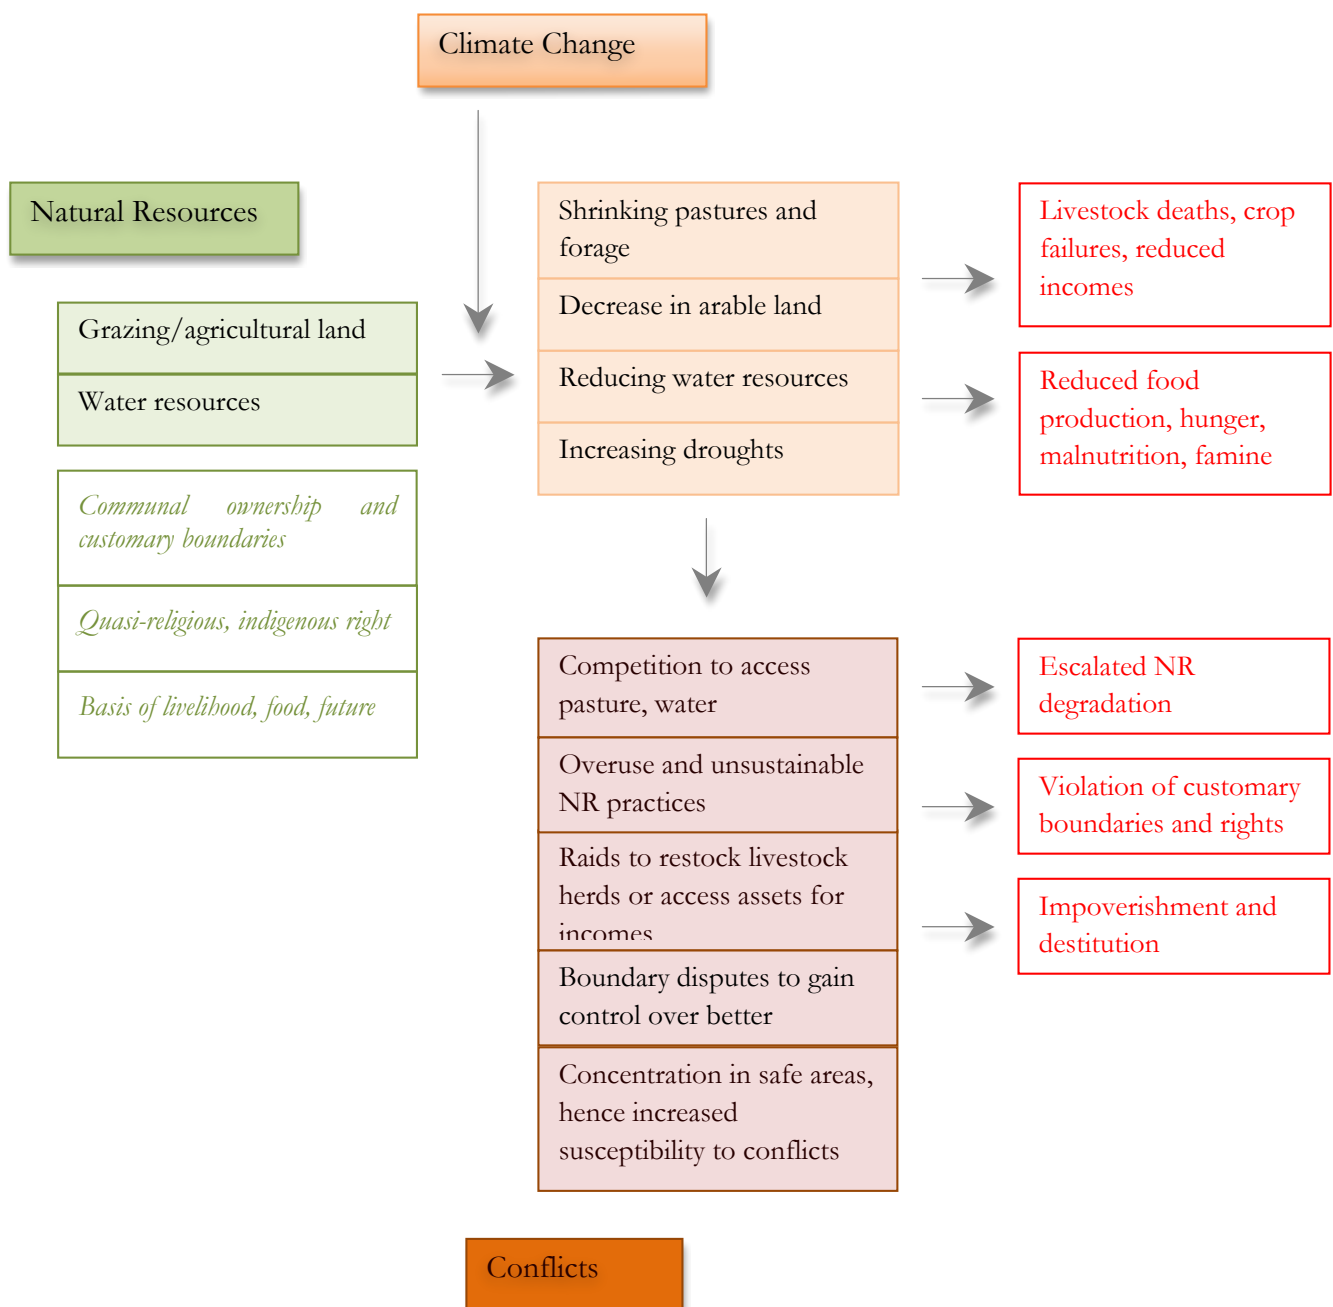 Climate Change
Natural Resources
Grazing/agricultural land
Water resources
Communal ownership and
customary boundaries
Quasi-religious, indigenous right
Basis of livelihood, food, future
Shrinking pastures and
forage
Decrease in arable land
Reducing water resources
Increasing droughts
Livestock deaths, crop
failures, reduced
incomes
Reduced food
production, hunger,
malnutrition, famine
Competition to access
pasture, water
Overuse and unsustainable
NR practices
Raids to restock livestock
herds or access assets for
incomes
Boundary disputes to gain
control over better
Concentration in safe areas,
hence increased
susceptibility to conflicts
Escalated NR
degradation
Violation of customary
boundaries and rights
Impoverishment and
destitution
Conflicts